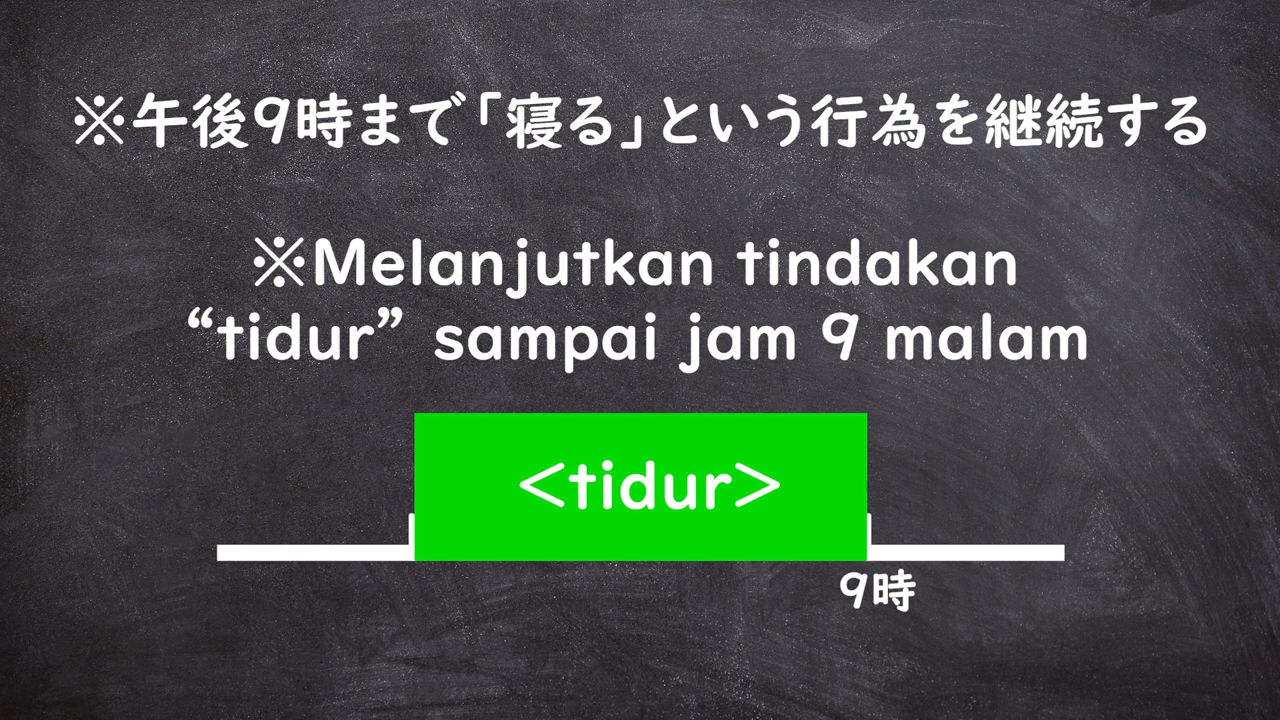 ※午後9時まで「寝る」という行為を継続する
※Melanjutkan tindakan
“tidur” sampai jam 9 malam
<tidur>
9時